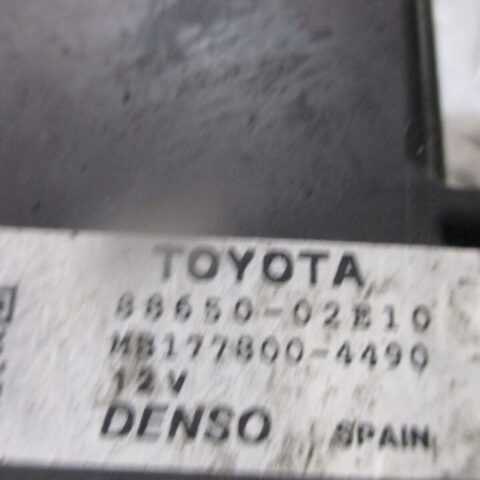 TOYOTA
88650-02E10
MB177800-4490
12V
DENSO SPAIN